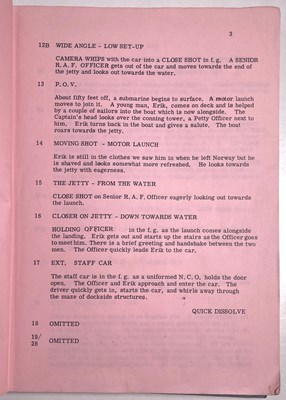 3
12B WIDE ANGLE - LOW SET-UP
CAMERA WHIPS with the car into a CLOSE SHOT in f.g. A SENIOR
R.A.F. OFFICER gets out of the car and moves towards the end of
the jetty and looks out towards the water.
13 P.O.V.
About fifty feet off, a submarine begins to surface. A motor launch
moves to join it. A young man, Erik, comes on deck and is helped
by a couple of sailors into the boat which is now alongside. The
Captain's head looks over the conning tower, a Petty Officer next to
him. Erik turns back in the boat and gives a salute. The boat
roars towards the jetty.
14 MOVING SHOT - MOTOR LAUNCH
Erik is still in the clothes we saw him in when he left Norway but he
is shaved and looks somewhat more refreshed. He looks towards
the jetty with eagerness.
15 THE JETTY - FROM THE WATER
CLOSE SHOT on Senior R.A.F. Officer eagerly looking out towards
the launch.
16 CLOSER ON JETTY - DOWN TOWARDS WATER
HOLDING OFFICER in the f.g. as the launch comes alongside
the landing. Erik gets out and starts up the stairs as the Officer goes
to meet him. There is a brief greeting and handshake between the two
men. The Officer quickly leads Erik to the car.
17 EXT. STAFF CAR
The staff car is in the f.g. as a uniformed N.C.O. holds the door
open. The Officer and Erik approach and enter the car. The
driver quickly gets in, starts the car, and whirls away through
the maze of dockside structures.
QUICK DISSOLVE
18 OMITTED
19/
28 OMITTED